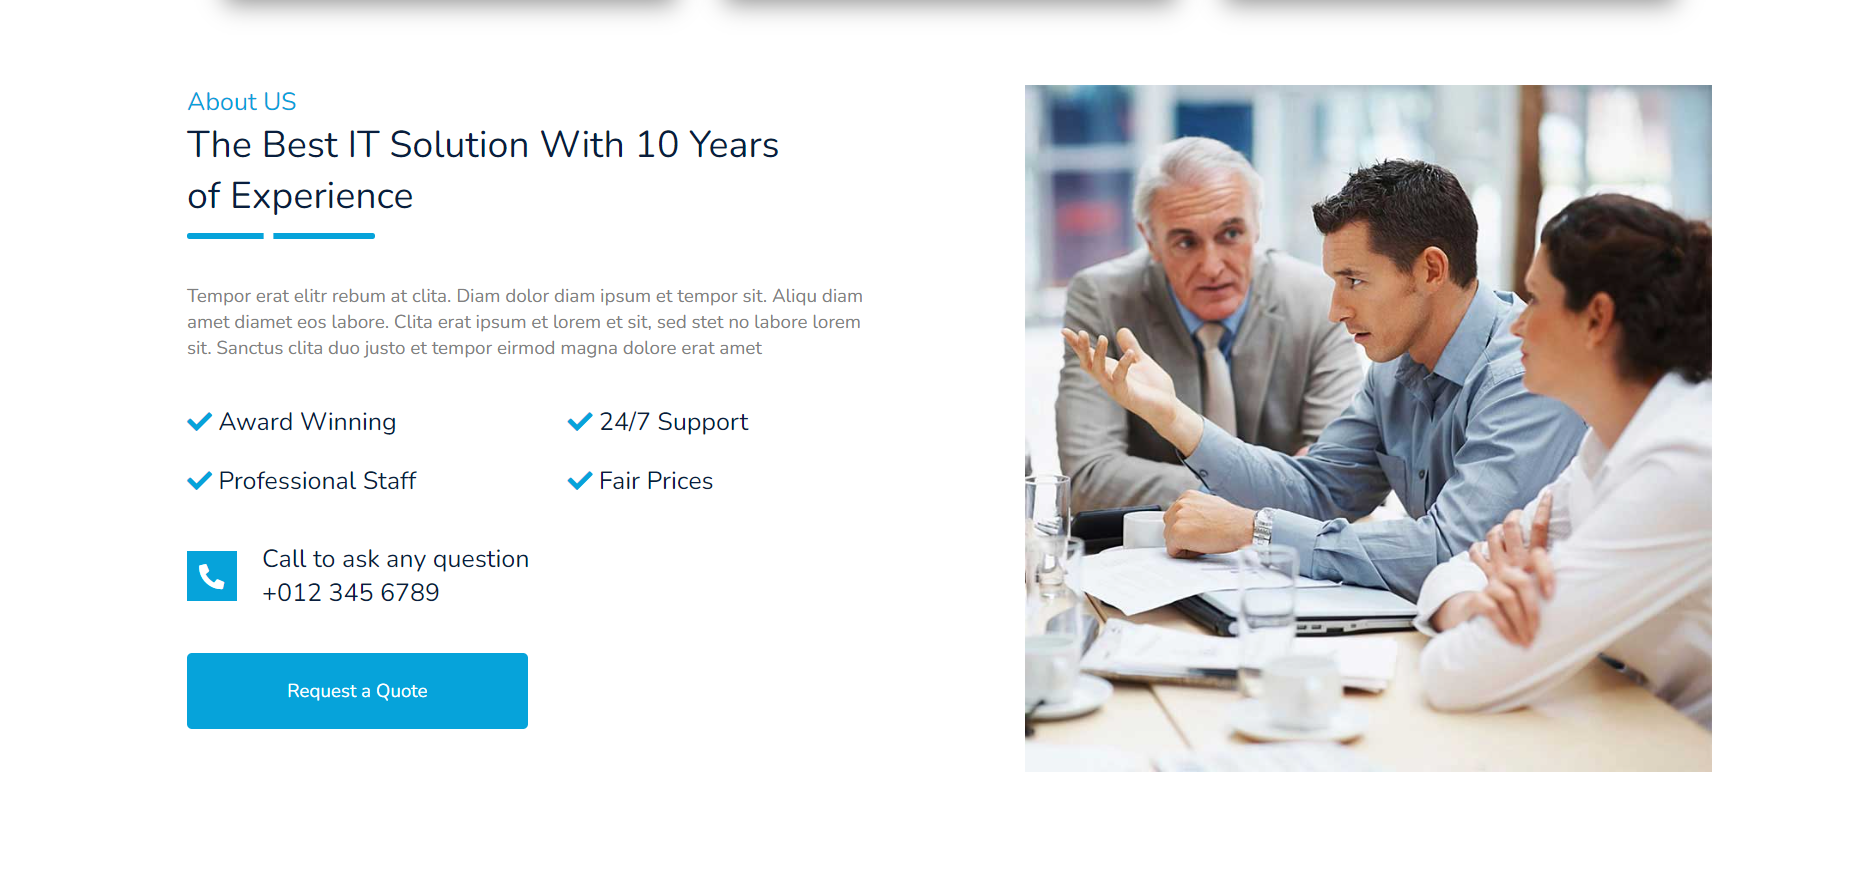 About US
The Best IT Solution With 10 Years
of Experience
Tempor erat elitr rebum at clita. Diam dolor diam ipsum et tempor sit. Aliqu diam
amet diamet eos labore. Clita erat ipsum et lorem et sit, sed stet no labore lorem
sit. Sanctus clita duo justo et tempor eirmod magna dolore erat amet
Award Winning
24/7 Support
Professional Staff
Fair Prices
Call to ask any question
+012 345 6789
Request a Quote